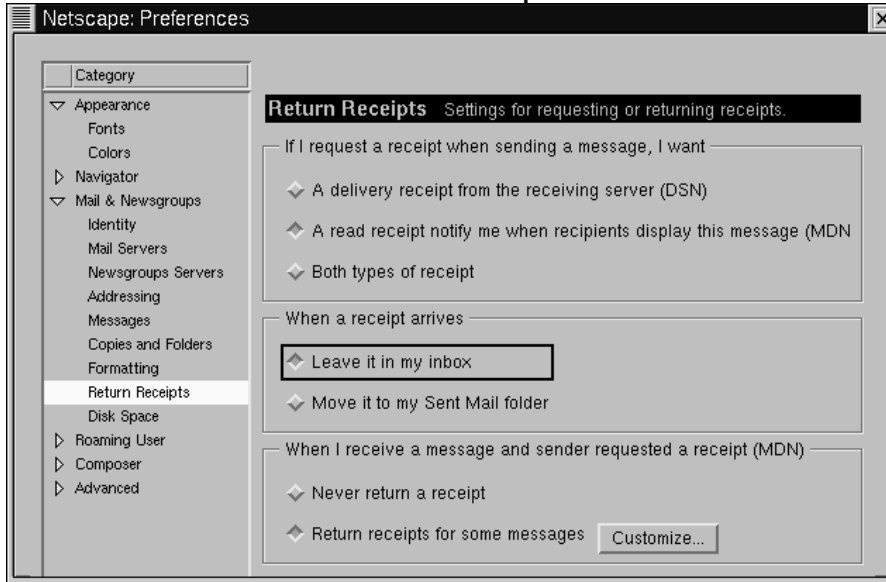 Netscape: Preferences
Category
Appearance
Fonts
Colors
Navigator
Mail & Newsgroups
Identity
Mail Servers
Newsgroups Servers
Addressing
Messages
Copies and Folders
Formatting
Return Receipts
Disk Space
Roaming User
Composer
Advanced
Return Receipts Settings for requesting or returning receipts.
If I request a receipt when sending a message, I want
A delivery receipt from the receiving server (DSN)
A read receipt notify me when recipients display this message (MDN
Both types of receipt
When a receipt arrives
Leave it in my inbox
Move it to my Sent Mail folder
When I receive a message and sender requested a receipt (MDN)
Never return a receipt
Return receipts for some messages Customize...